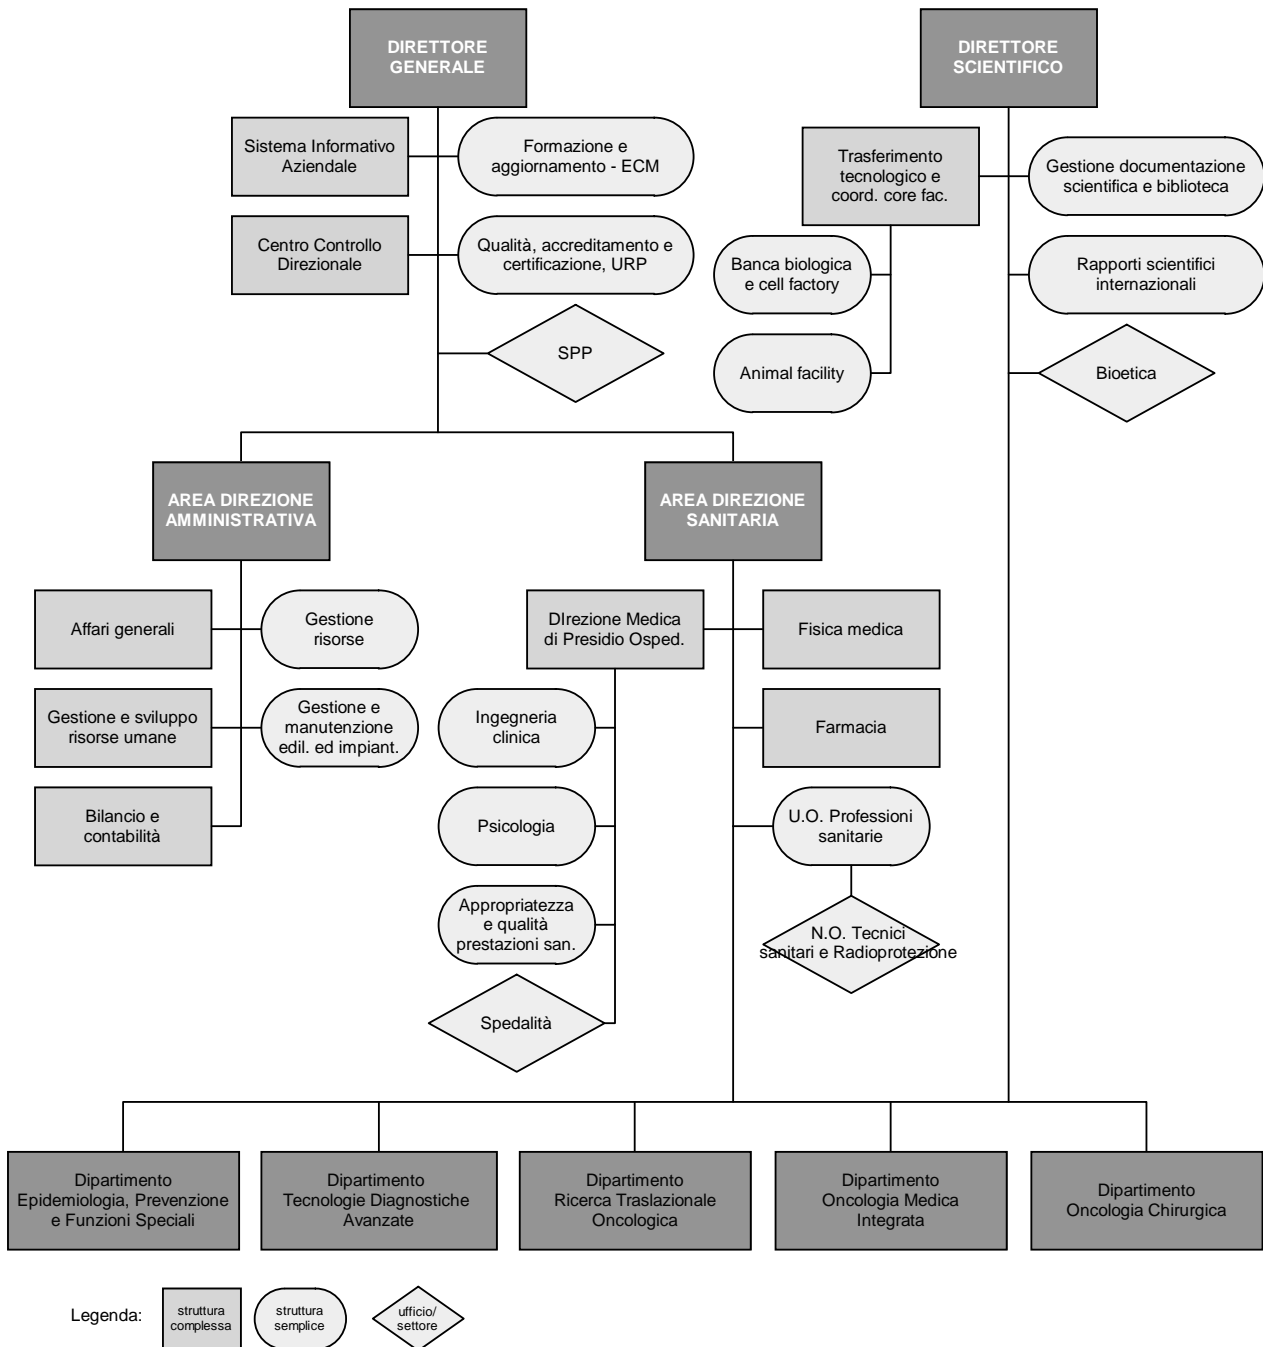 DIRETTORE
GENERALE
DIRETTORE
SCIENTIFICO
Sistema Informativo
Aziendale
Formazione e
aggiornamento - ECM
Trasferimento
tecnologico e
coord. core fac.
Gestione documentazione
scientifica e biblioteca
Centro Controllo
Direzionale
Qualità, accreditamento e
certificazione, URP
Banca biologica
e cell factory
Rapporti scientifici
internazionali
SPP
Animal facility
Bioetica
AREA DIREZIONE
AMMINISTRATIVA
AREA DIREZIONE
SANITARIA
Affari generali
Gestione
risorse
DIrezione Medica
di Presidio Osped.
Fisica medica
Gestione e sviluppo
risorse umane
Gestione e
manutenzione
edil. ed impiant.
Ingegneria
clinica
Farmacia
Bilancio e
contabilità
Psicologia
U.O. Professioni
sanitarie
Appropriatezza
e qualità
prestazioni san.
N.O. Tecnici
sanitari e Radioprotezione
Spedalità
Dipartimento
Epidemiologia, Prevenzione
e Funzioni Speciali
Dipartimento
Tecnologie Diagnostiche
Avanzate
Dipartimento
Ricerca Traslazionale
Oncologica
Dipartimento
Oncologia Medica
Integrata
Dipartimento
Oncologia Chirurgica
Legenda:
struttura
complessa
struttura
semplice
ufficio/
settore